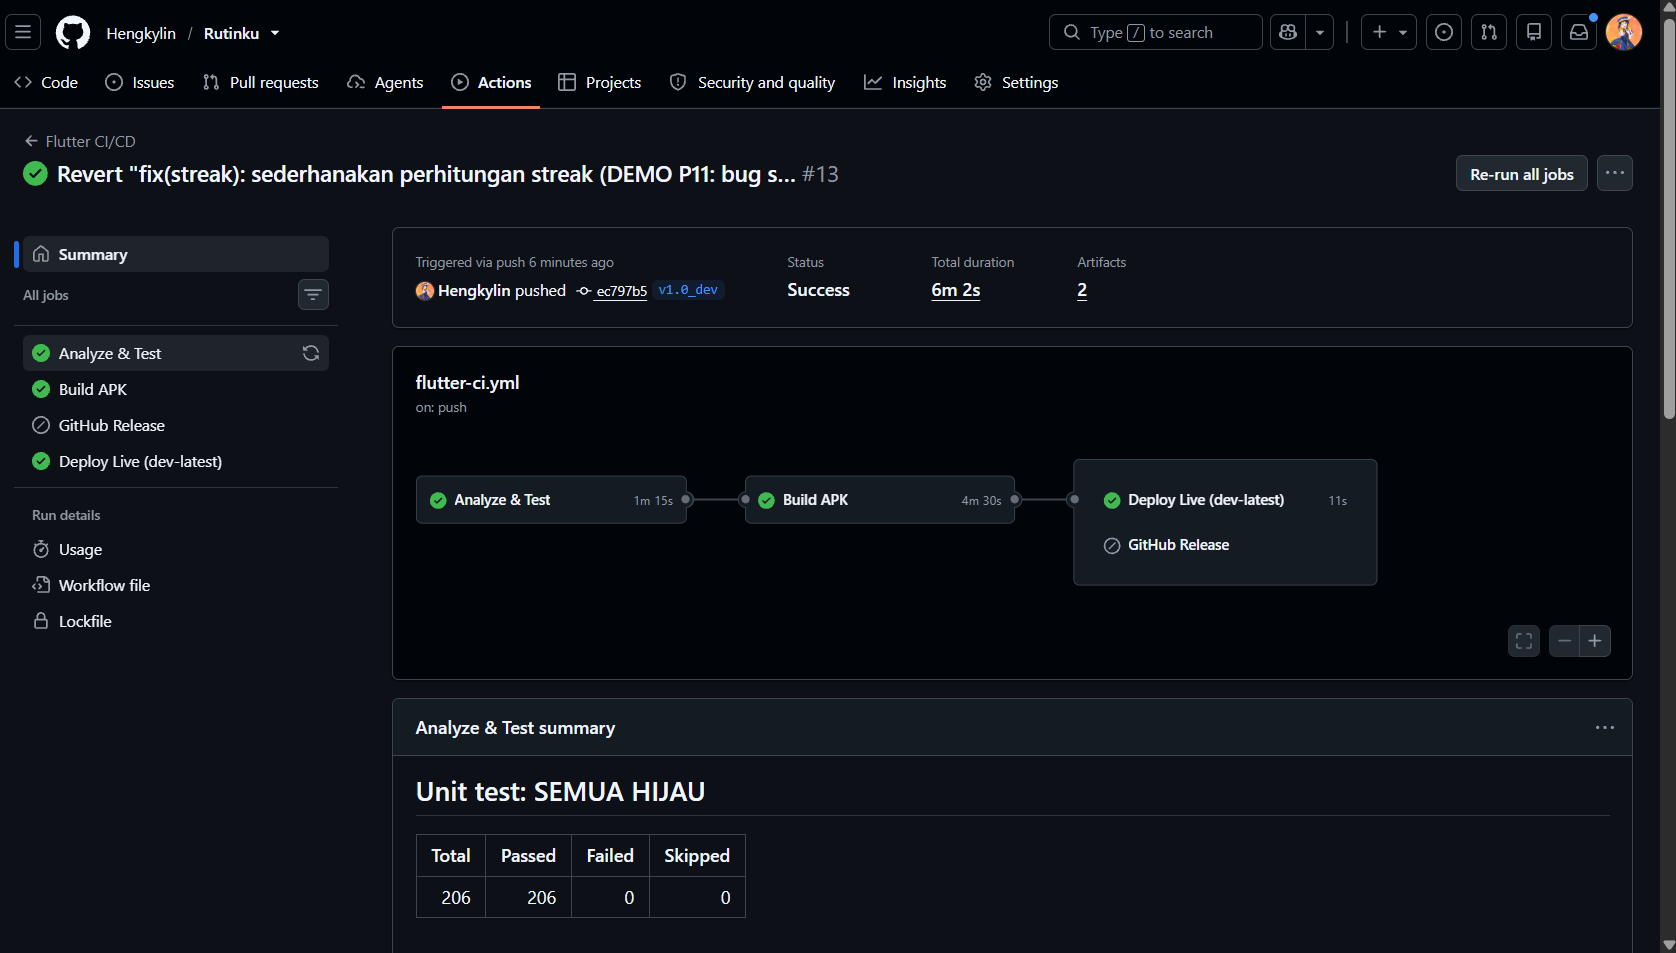 Hengkylin / Rutinku
Type / to search
Code
Issues
Pull requests
Agents
Actions
Projects
Security and quality
Insights
Settings
Flutter CI/CD
Revert "fix(streak): sederhanakan perhitungan streak (DEMO P11: bug s... #13
Re-run all jobs
Summary
All jobs
Analyze & Test
Build APK
GitHub Release
Deploy Live (dev-latest)
Run details
Usage
Workflow file
Lockfile
Triggered via push 6 minutes ago
Hengkylin pushed ec797b5 v1.0_dev
Status
Success
Total duration
6m 2s
Artifacts
2
flutter-ci.yml
on: push
Analyze & Test 1m 15s
Build APK 4m 30s
Deploy Live (dev-latest) 11s
GitHub Release
Analyze & Test summary
Unit test: SEMUA HIJAU
Total Passed Failed Skipped
206 206 0 0